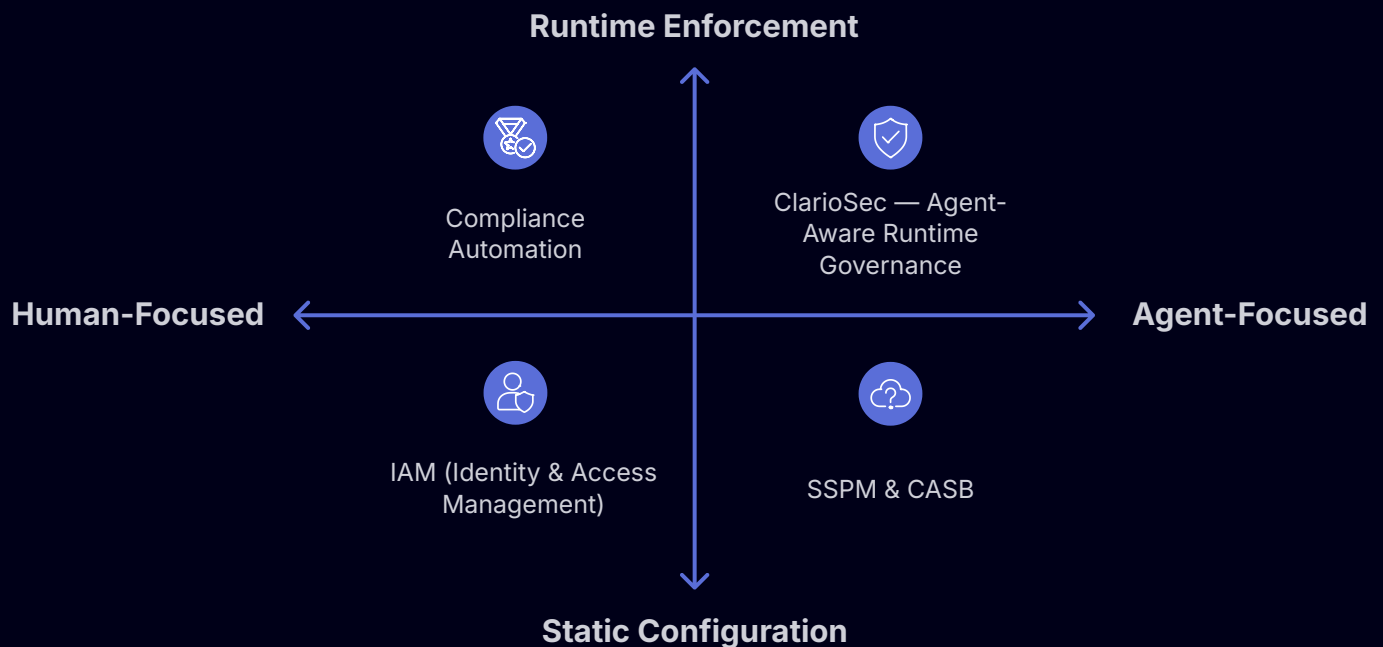 Runtime Enforcement
Compliance
Automation
ClarioSec — Agent-
Aware Runtime
Governance
Human-Focused
Agent-Focused
IAM (Identity & Access
Management)
SSPM & CASB
Static Configuration